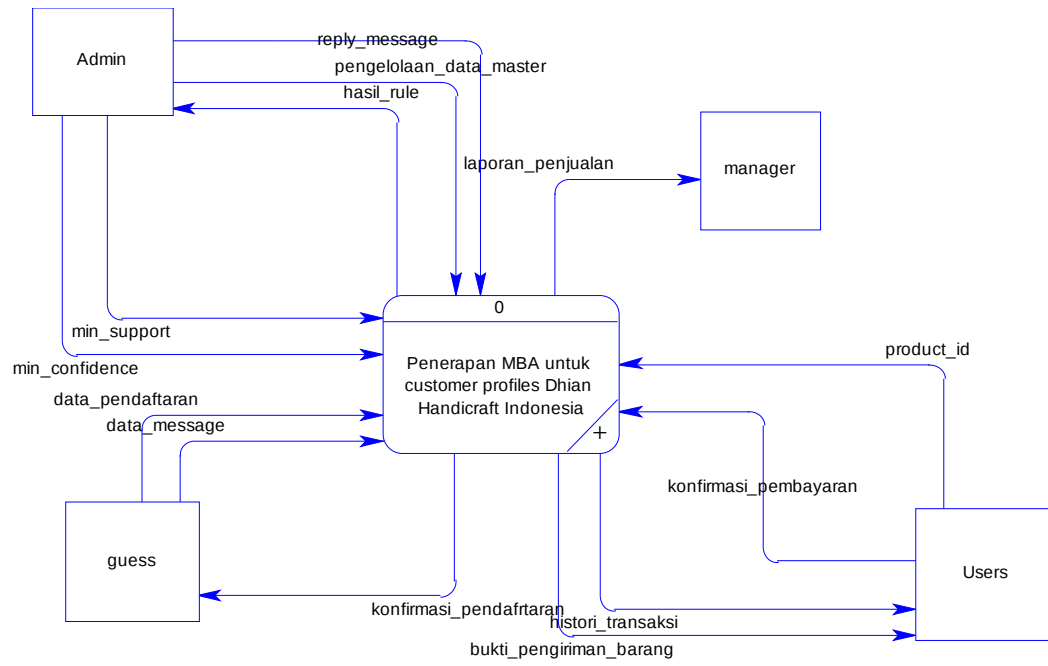 reply_message
Admin
pengelolaan_data_master
hasil_rule
laporan_penjualan
manager
0
min_support
product_id
min_confidence
Penerapan MBA untuk
customer profiles Dhian
Handicraft Indonesia
data_pendaftaran
data_message
+
konfirmasi_pembayaran
guess
Users
konfirmasi_pendafrtaran
histori_transaksi
bukti_pengiriman_barang